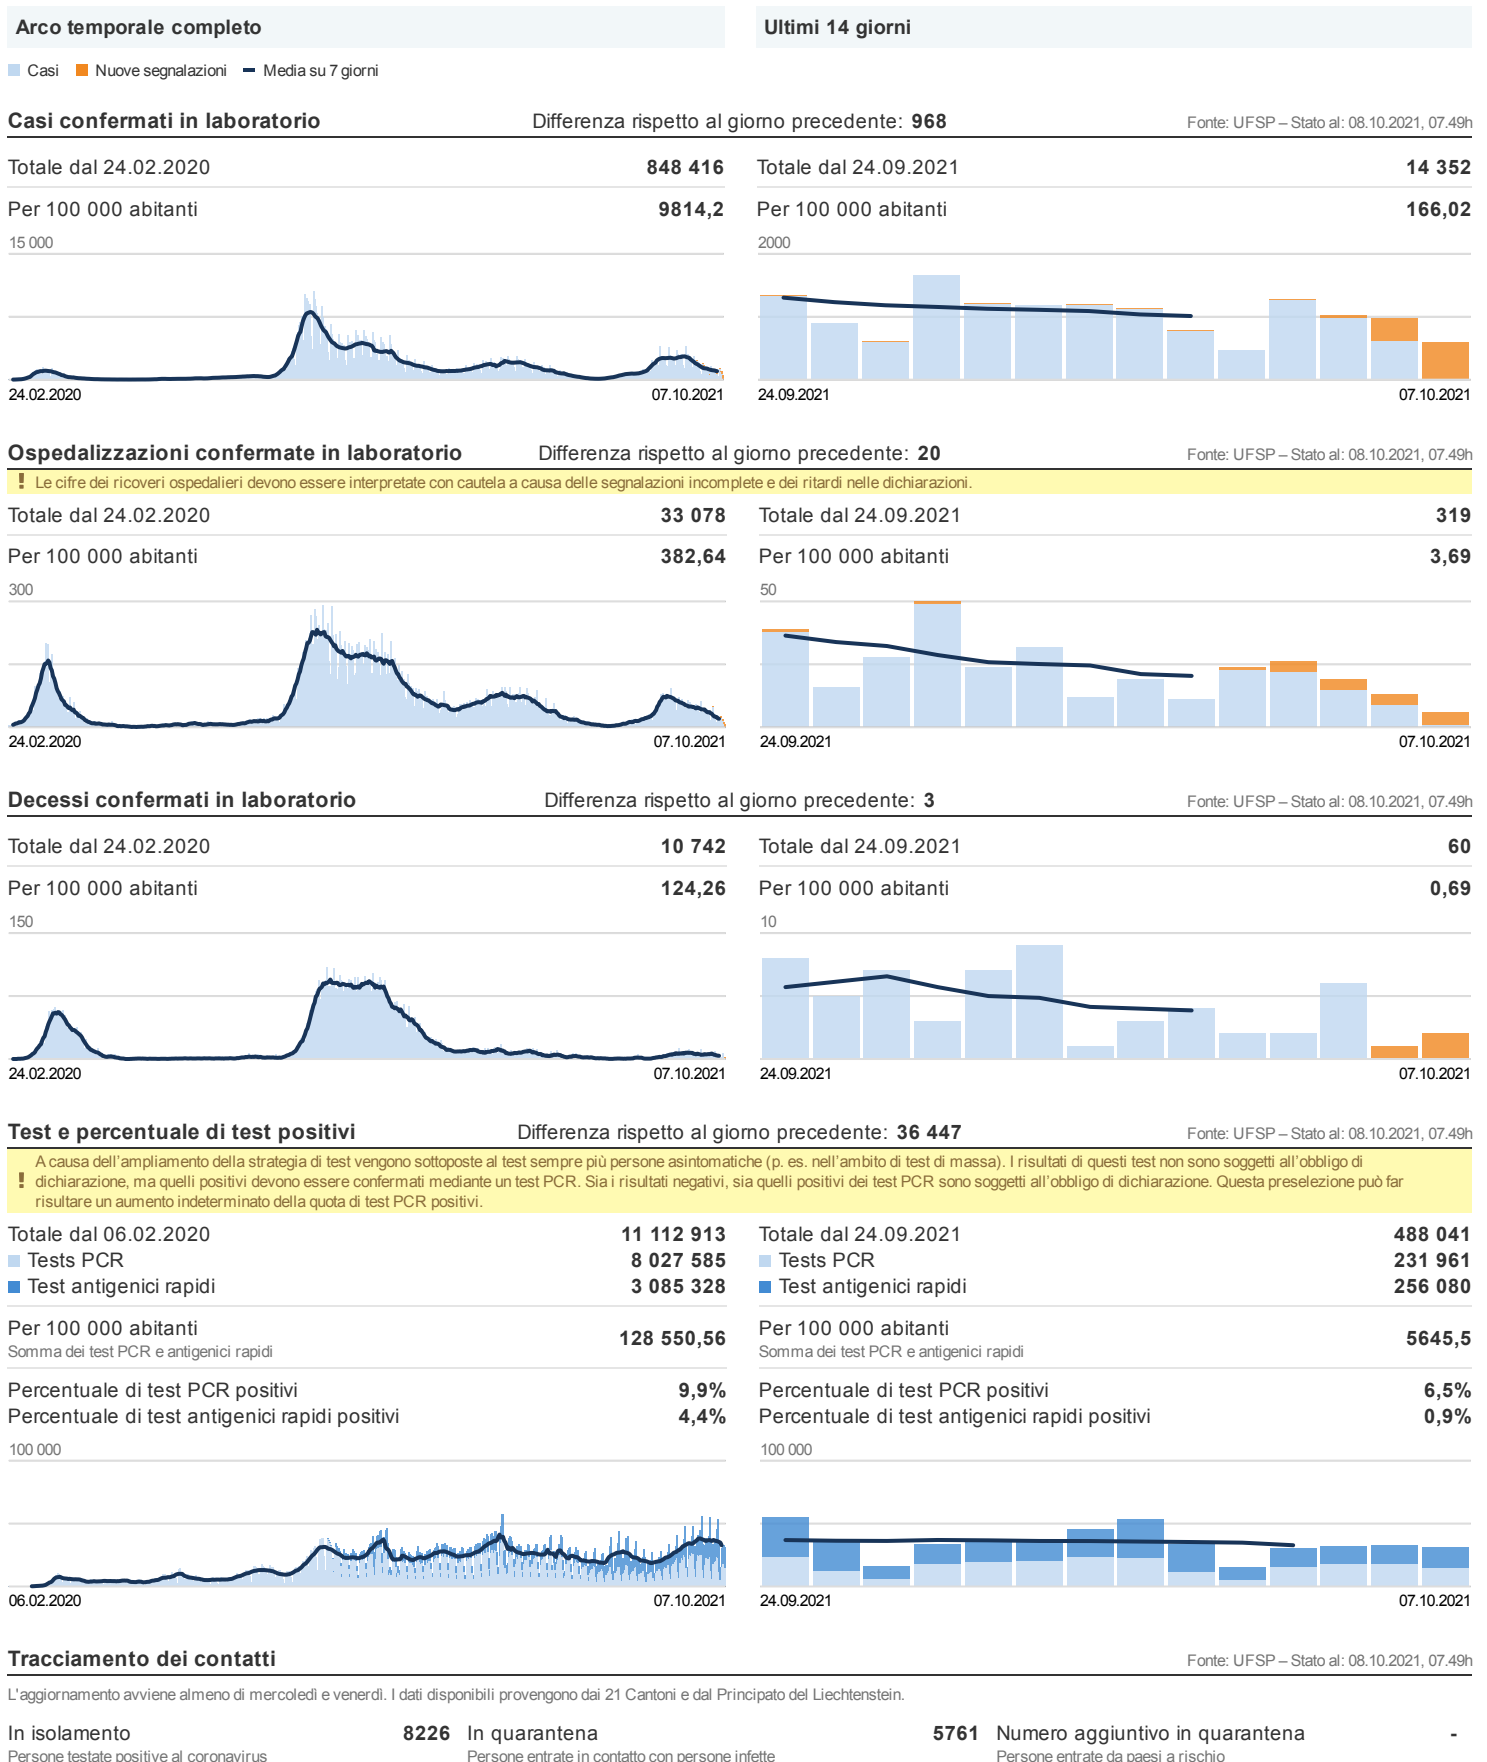 Arco temporale completo
Ultimi 14 giorni
Casi Nuove segnalazioni Media su 7 giorni
Casi confermati in laboratorio Differenza rispetto al giorno precedente: 968 Fonte: UFSP – Stato al: 08.10.2021, 07.49h
Totale dal 24.02.2020 848 416
Per 100 000 abitanti 9814,2
15 000
24.02.2020 07.10.2021
Totale dal 24.09.2021 14 352
Per 100 000 abitanti 166,02
2000
24.09.2021 07.10.2021
Ospedalizzazioni confermate in laboratorio Differenza rispetto al giorno precedente: 20 Fonte: UFSP – Stato al: 08.10.2021, 07.49h
! Le cifre dei ricoveri ospedalieri devono essere interpretate con cautela a causa delle segnalazioni incomplete e dei ritardi nelle dichiarazioni.
Totale dal 24.02.2020 33 078
Per 100 000 abitanti 382,64
300
24.02.2020 07.10.2021
Totale dal 24.09.2021 319
Per 100 000 abitanti 3,69
50
24.09.2021 07.10.2021
Decessi confermati in laboratorio Differenza rispetto al giorno precedente: 3 Fonte: UFSP – Stato al: 08.10.2021, 07.49h
Totale dal 24.02.2020 10 742
Per 100 000 abitanti 124,26
150
24.02.2020 07.10.2021
Totale dal 24.09.2021 60
Per 100 000 abitanti 0,69
10
24.09.2021 07.10.2021
Test e percentuale di test positivi Differenza rispetto al giorno precedente: 36 447 Fonte: UFSP – Stato al: 08.10.2021, 07.49h
A causa dell'ampliamento della strategia di test vengono sottoposte al test sempre più persone asintomatiche (p. es. nell'ambito di test di massa). I risultati di questi test non sono soggetti all'obbligo di
! dichiarazione, ma quelli positivi devono essere confermati mediante un test PCR. Sia i risultati negativi, sia quelli positivi dei test PCR sono soggetti all'obbligo di dichiarazione. Questa preselezione può far
risultare un aumento indeterminato della quota di test PCR positivi.
Totale dal 06.02.2020 11 112 913
Tests PCR 8 027 585
Test antigenici rapidi 3 085 328
Per 100 000 abitanti 128 550,56
Somma dei test PCR e antigenici rapidi
Percentuale di test PCR positivi 9,9%
Percentuale di test antigenici rapidi positivi 4,4%
100 000
06.02.2020 07.10.2021
Totale dal 24.09.2021 488 041
Tests PCR 231 961
Test antigenici rapidi 256 080
Per 100 000 abitanti 5645,5
Somma dei test PCR e antigenici rapidi
Percentuale di test PCR positivi 6,5%
Percentuale di test antigenici rapidi positivi 0,9%
100 000
24.09.2021 07.10.2021
Tracciamento dei contatti Fonte: UFSP – Stato al: 08.10.2021, 07.49h
L'aggiornamento avviene almeno di mercoledì e venerdì. I dati disponibili provengono dai 21 Cantoni e dal Principato del Liechtenstein.
In isolamento 8226
Persone testate positive al coronavirus
In quarantena 5761
Persone entrate in contatto con persone infette
Numero aggiuntivo in quarantena -
Persone entrate da paesi a rischio